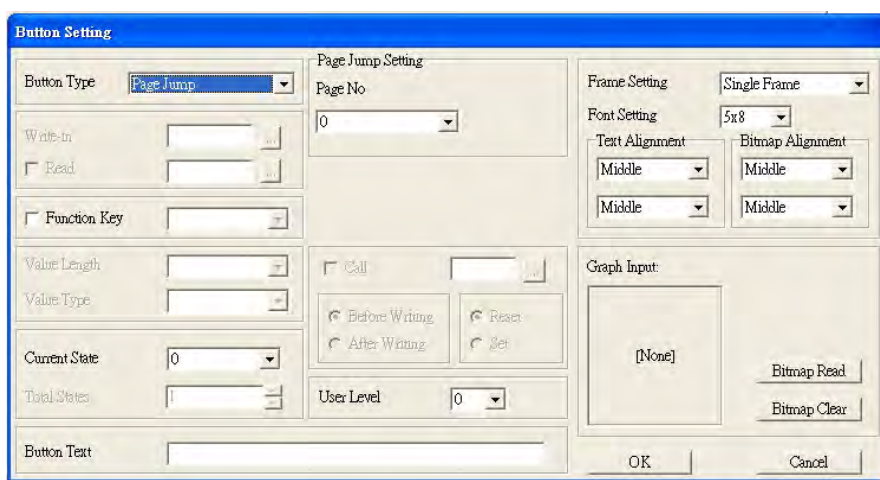 Button Setting
Button Type
Page Jump
Write-in
...
Read
...
Function Key
Value Length
Value Type
Current State
0
Total States
1
Button Text
Page Jump Setting
Page No
0
Call
...
Before Writing
After Writing
Reset
Set
User Level
0
Frame Setting
Single Frame
Font Setting
5x8
Text Alignment
Middle
Middle
Bitmap Alignment
Middle
Middle
Graph Input:
[None]
Bitmap Read
Bitmap Clear
OK
Cancel